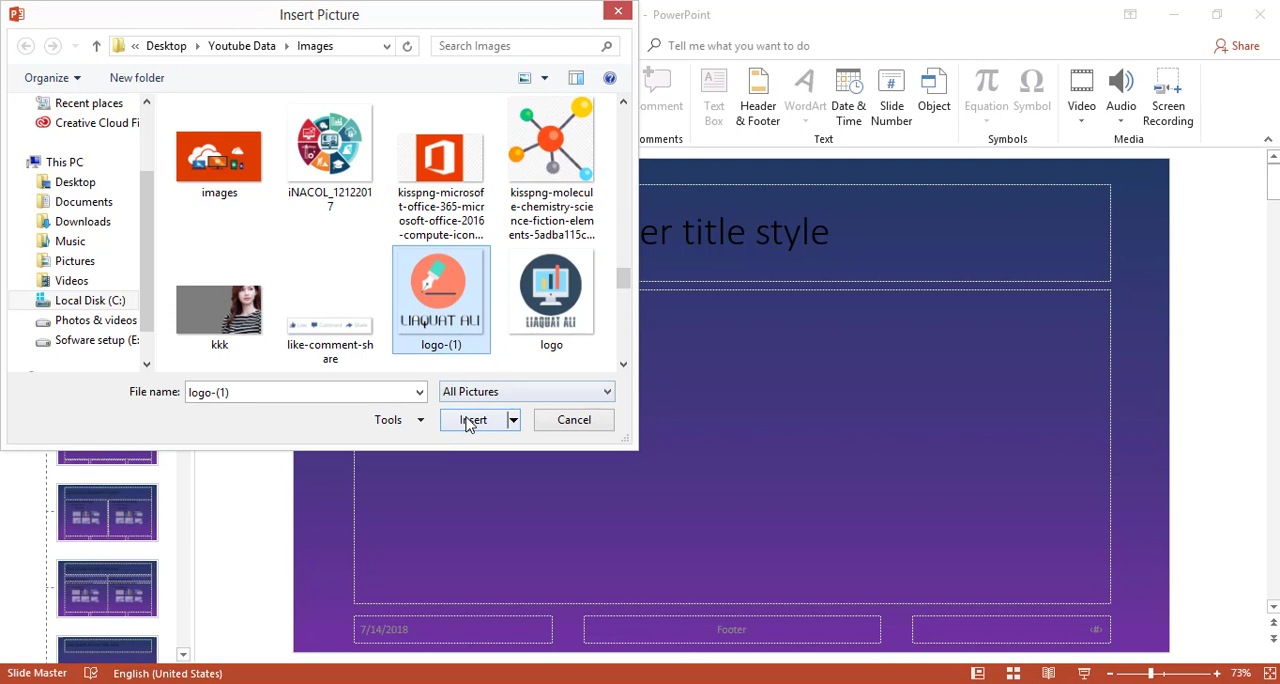 Insert Picture
- PowerPoint
« Desktop Youtube Data Images
Search Images
Tell me what you want to do
Share
Organize
New folder
Recent places
Creative Cloud Fi
This PC
Desktop
Documents
Downloads
Music
Pictures
Videos
Local Disk (C:)
Photos & videos
Sofware setup (E:
images
iNACOL_1212201
7
kisspng-microsof
t-office-365-micr
osoft-office-2016
-compute-icon...
kisspng-molecul
e-chemistry-scie
nce-fiction-elem
ents-5adba115c...
kkk
like-comment-sh
are
LIAQUAT ALI
logo-(1)
LIAQUAT ALI
logo
File name:
logo-(1)
All Pictures
Tools
Insert
Cancel
omment
Text
Box
Header
& Footer
WordArt
Date &
Time
Slide
Number
Object
Equation
Symbol
Video
Audio
Screen
Recording
omments
Text
Symbols
Media
er title style
7/14/2018
Footer
‹#›
Slide Master
English (United States)
73%